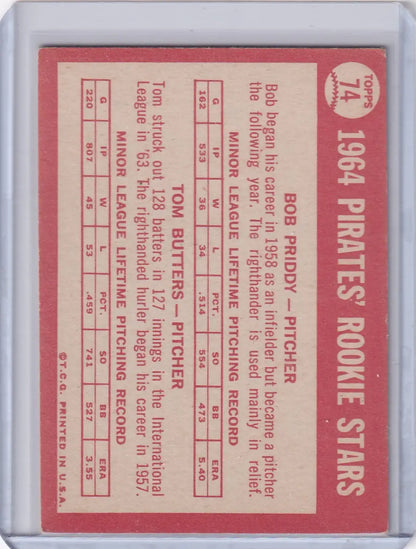 TOPPS
74
1964 PIRATES' ROOKIE STARS
BOB PRIDDY — PITCHER
Bob began his career in 1958 as an infielder but became a pitcher
the following year. The righthander is used mainly in relief.
MINOR LEAGUE LIFETIME PITCHING RECORD
G IP W L PCT. SO BB ERA
162 533 36 34 .514 554 473 5.40
TOM BUTTERS — PITCHER
Tom struck out 128 batters in 127 innings in the International
League in '63. The righthanded hurler began his career in 1957.
MINOR LEAGUE LIFETIME PITCHING RECORD
G IP W L PCT. SO BB ERA
220 807 45 53 .459 741 527 3.55
©T.C.G. PRINTED IN U.S.A.